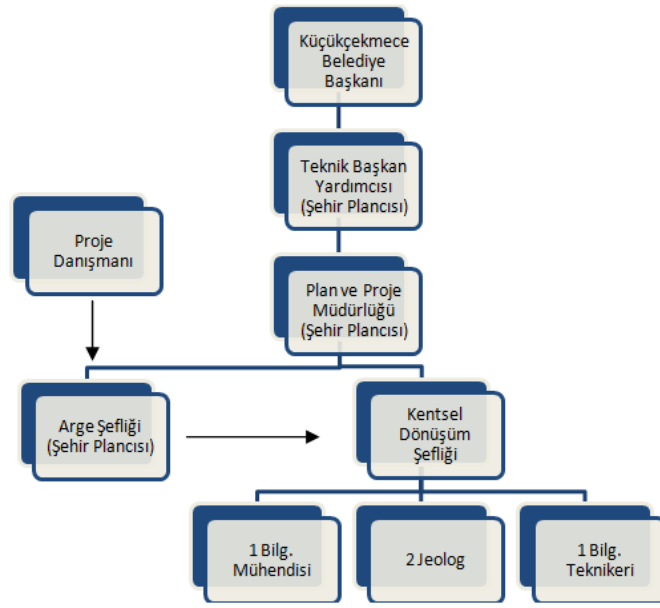 Küçükçekmece
Belediye
Başkanı
Teknik Başkan
Yardımcısı
(Şehir Plancısı)
Proje
Danışmanı
Plan ve Proje
Müdürlüğü
(Şehir Plancısı)
Arge Şefliği
(Şehir Plancısı)
Kentsel
Dönüşüm
Şefliği
1 Bilg.
Mühendisi
2 Jeolog
1 Bilg.
Teknikeri